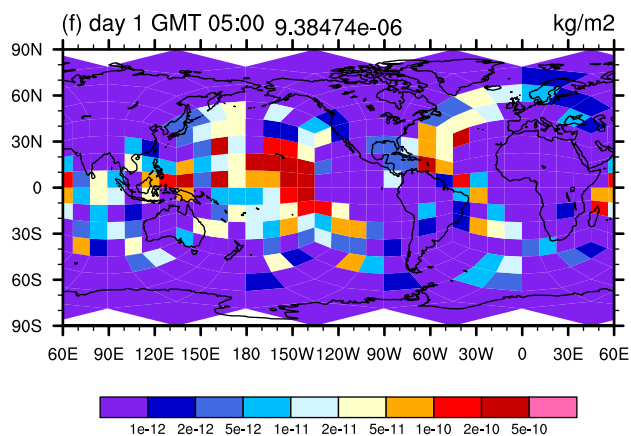 (f) day 1 GMT 05:00 9.38474e-06 kg/m2
90N
60N
30N
0
30S
60S
90S
60E 90E 120E 150E 180 150W 120W 90W 60W 30W 0 30E 60E
1e-12 2e-12 5e-12 1e-11 2e-11 5e-11 1e-10 2e-10 5e-10